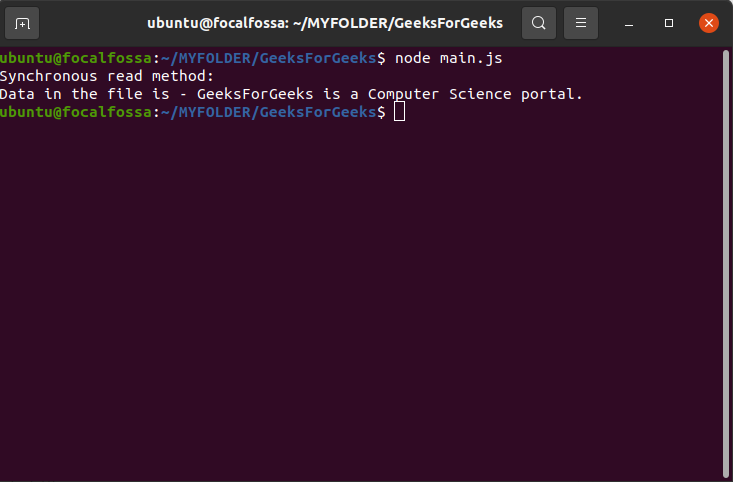 ubuntu@focalfossa: ~/MYFOLDER/GeeksForGeeks
ubuntu@focalfossa:~/MYFOLDER/GeeksForGeeks$ node main.js
Synchronous read method:
Data in the file is - GeeksForGeeks is a Computer Science portal.
ubuntu@focalfossa:~/MYFOLDER/GeeksForGeeks$